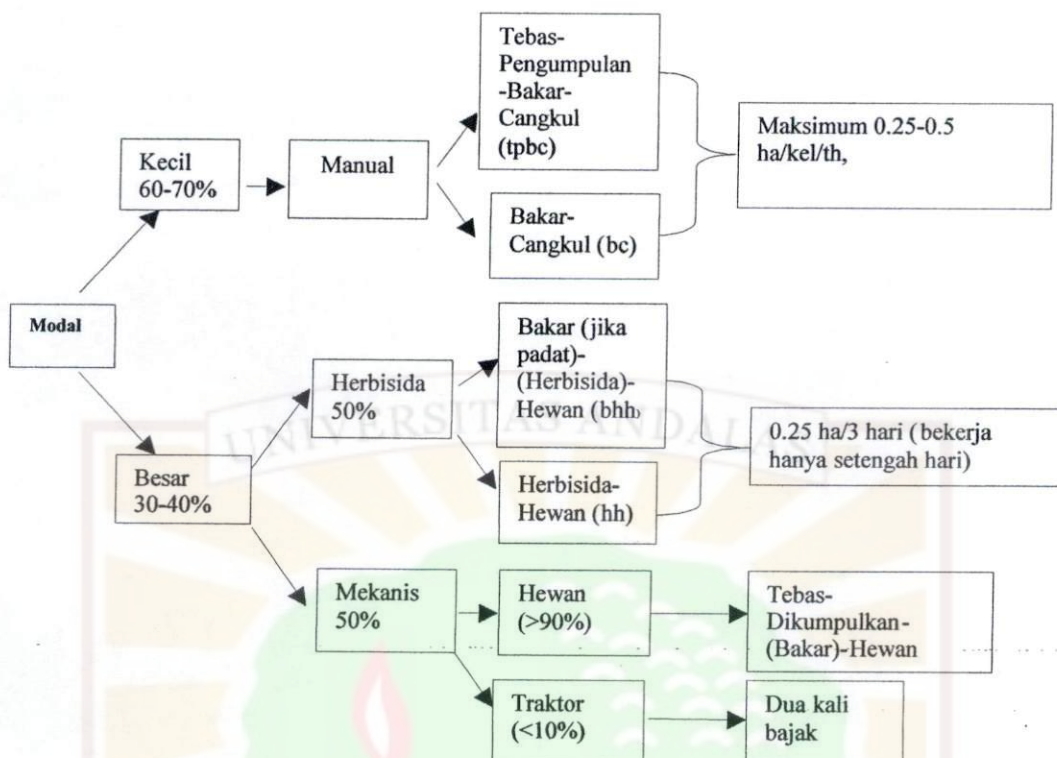 Tebas-
Pengumpulan
-Bakar-
Cangkul
(tpbc)
Maksimum 0.25-0.5
ha/kel/th,
Kecil
60-70%
Manual
Bakar-
Cangkul (bc)
Modal
Bakar (jika
padat)-
(Herbisida)-
Hewan (bhh)
Herbisida
50%
0.25 ha/3 hari (bekerja
hanya setengah hari)
UNIVERSITAS ANDALAS
Besar
30-40%
Herbisida-
Hewan (hh)
Mekanis
50%
Hewan
(>90%)
Tebas-
Dikumpulkan-
(Bakar)-Hewan
Traktor
(<10%)
Dua kali
bajak